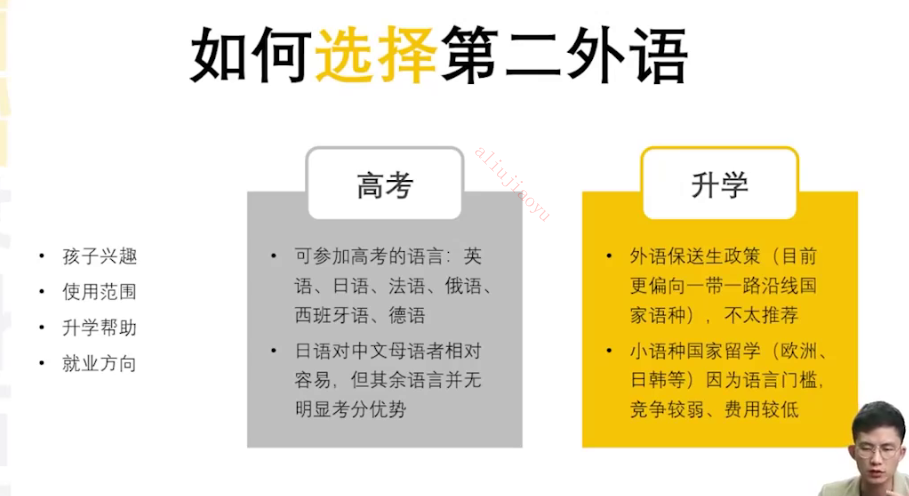 如何选择第二外语
• 孩子兴趣
• 使用范围
• 升学帮助
• 就业方向
高考
• 可参加高考的语言：英
语、日语、法语、俄语、
西班牙语、德语
• 日语对中文母语者相对
容易，但其余语言并无
明显考分优势
升学
• 外语保送生政策（目前
更偏向一带一路沿线国
家语种），不太推荐
• 小语种国家留学（欧洲、
日韩等）因为语言门槛，
竞争较弱、费用较低
aliujiaoyu